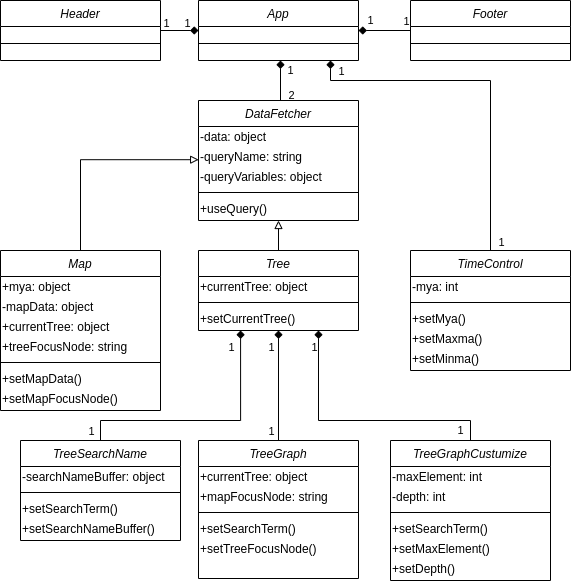 Header
App
Footer
1
1
1
1
1
1
2
DataFetcher
-data: object
-queryName: string
-queryVariables: object
+useQuery()
1
Map
+mya: object
-mapData: object
+currentTree: object
+treeFocusNode: string
+setMapData()
+setMapFocusNode()
Tree
+currentTree: object
+setCurrentTree()
TimeControl
-mya: int
+setMya()
+setMaxma()
+setMinma()
1
1
1
1
1
1
TreeSearchName
-searchNameBuffer: object
+setSearchTerm()
+setSearchNameBuffer()
TreeGraph
+currentTree: object
+mapFocusNode: string
+setSearchTerm()
+setTreeFocusNode()
TreeGraphCustumize
-maxElement: int
-depth: int
+setSearchTerm()
+setMaxElement()
+setDepth()